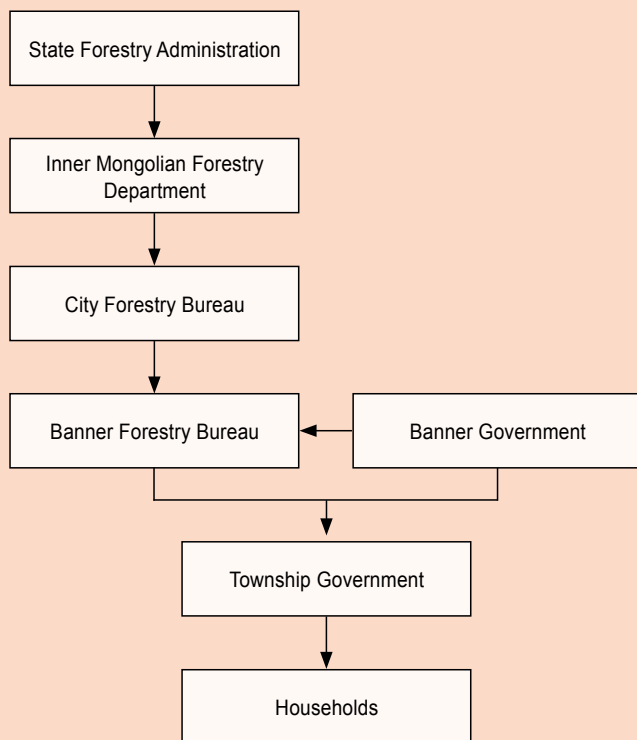 State Forestry Administration
Inner Mongolian Forestry
Department
City Forestry Bureau
Banner Forestry Bureau
Banner Government
Township Government
Households